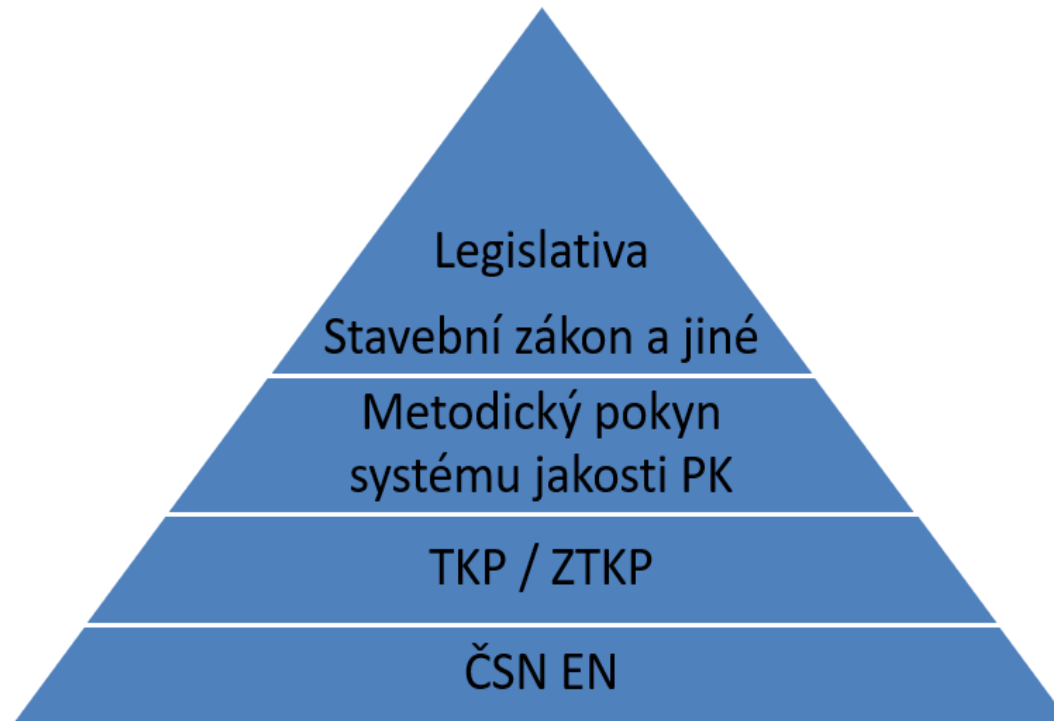 Legislativa
Stavební zákon a jiné
Metodický pokyn
systému jakosti PK
TKP / ZTKP
ČSN EN